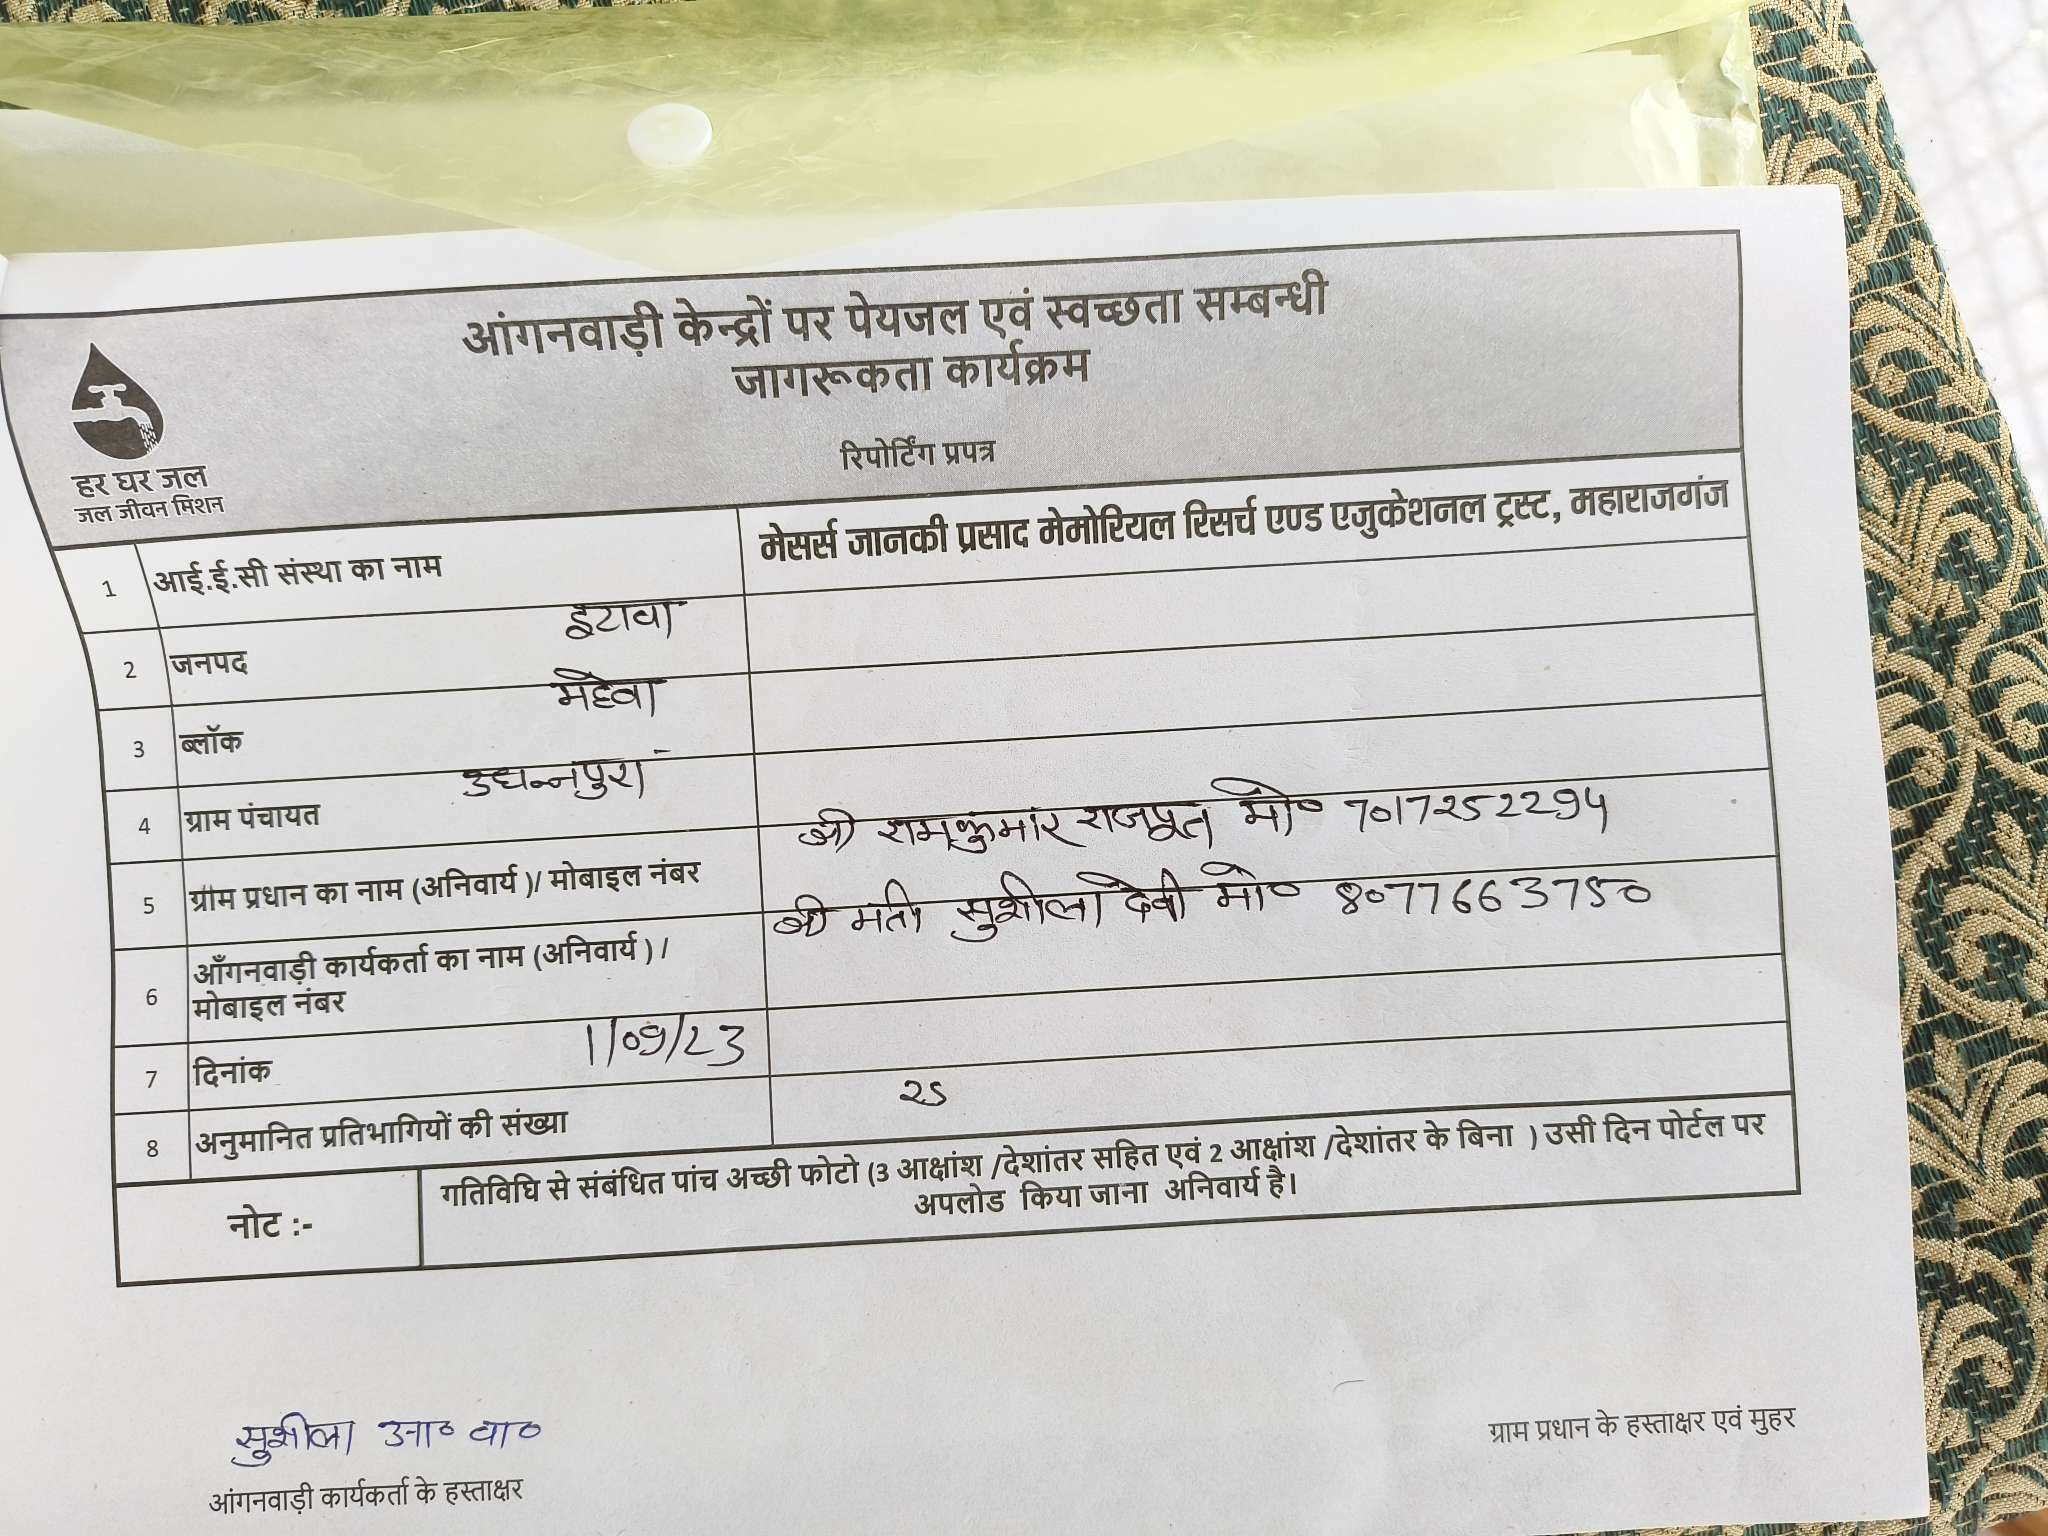 आंगनवाड़ी केन्द्रों पर पेयजल एवं स्वच्छता सम्बन्धी
जागरूकता कार्यक्रम
रिपोर्टिंग प्रपत्र
हर घर जल
जल जीवन मिशन
1 आई.ई.सी संस्था का नाम मेसर्स जानकी प्रसाद मेमोरियल रिसर्च एण्ड एजुकेशनल ट्रस्ट, महाराजगंज
2 जनपद इटावा
3 ब्लॉक महेवा
4 ग्राम पंचायत उधन्नपुरा
5 ग्राम प्रधान का नाम (अनिवार्य )/ मोबाइल नंबर श्री रामकुमार राजपूत मो० 7017252294
6 आँगनवाड़ी कार्यकर्ता का नाम (अनिवार्य ) / श्री मती सुशीला देवी मो० 8077663750
मोबाइल नंबर
7 दिनांक 1/09/23
8 अनुमानित प्रतिभागियों की संख्या 25
नोट :- गतिविधि से संबंधित पांच अच्छी फोटो (3 आक्षांश /देशांतर सहित एवं 2 आक्षांश /देशांतर के बिना ) उसी दिन पोर्टल पर
अपलोड किया जाना अनिवार्य है।
सुशीला आ० वा०
आंगनवाड़ी कार्यकर्ता के हस्ताक्षर
ग्राम प्रधान के हस्ताक्षर एवं मुहर